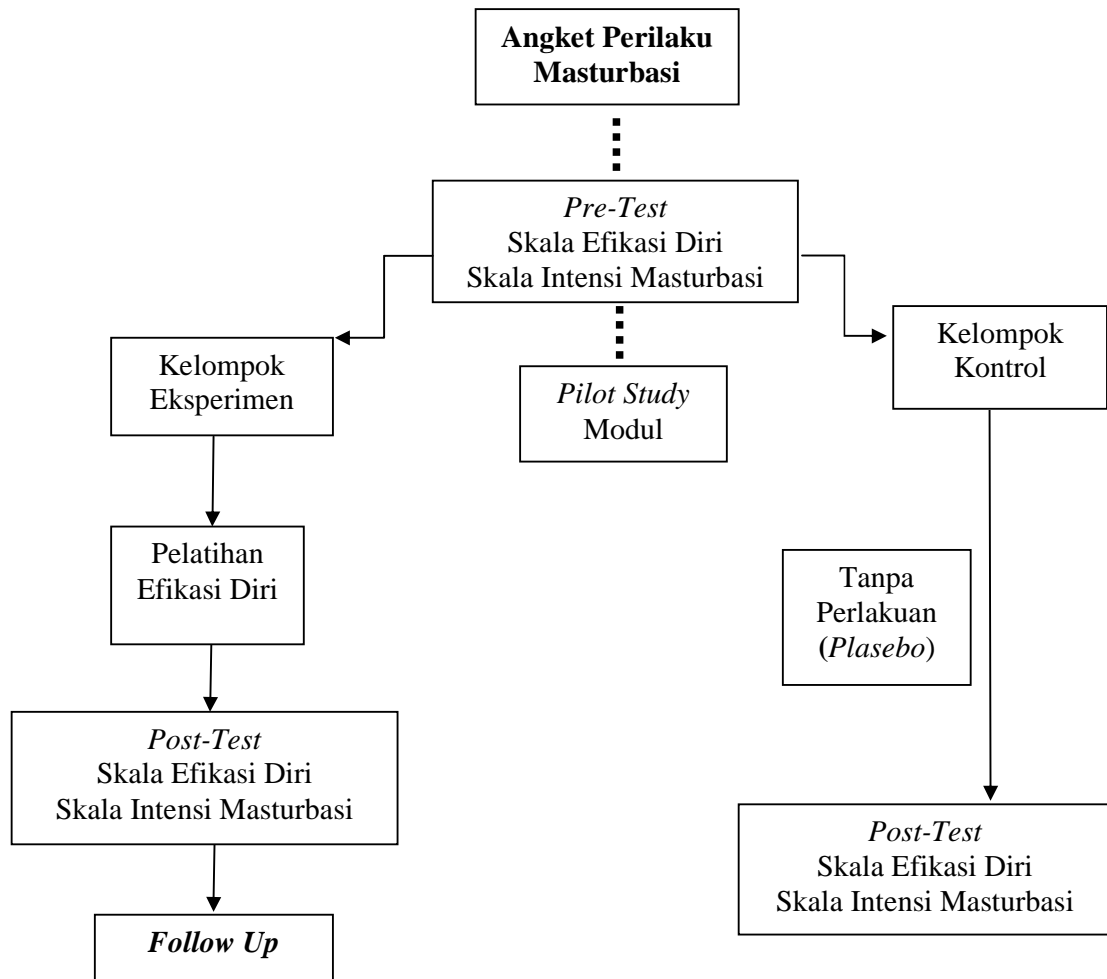 Angket Perilaku
Masturbasi
Pre-Test
Skala Efikasi Diri
Skala Intensi Masturbasi
Kelompok
Eksperimen
Pilot Study
Modul
Kelompok
Kontrol
Pelatihan
Efikasi Diri
Tanpa
Perlakuan
(Plasebo)
Post-Test
Skala Efikasi Diri
Skala Intensi Masturbasi
Post-Test
Skala Efikasi Diri
Skala Intensi Masturbasi
Follow Up